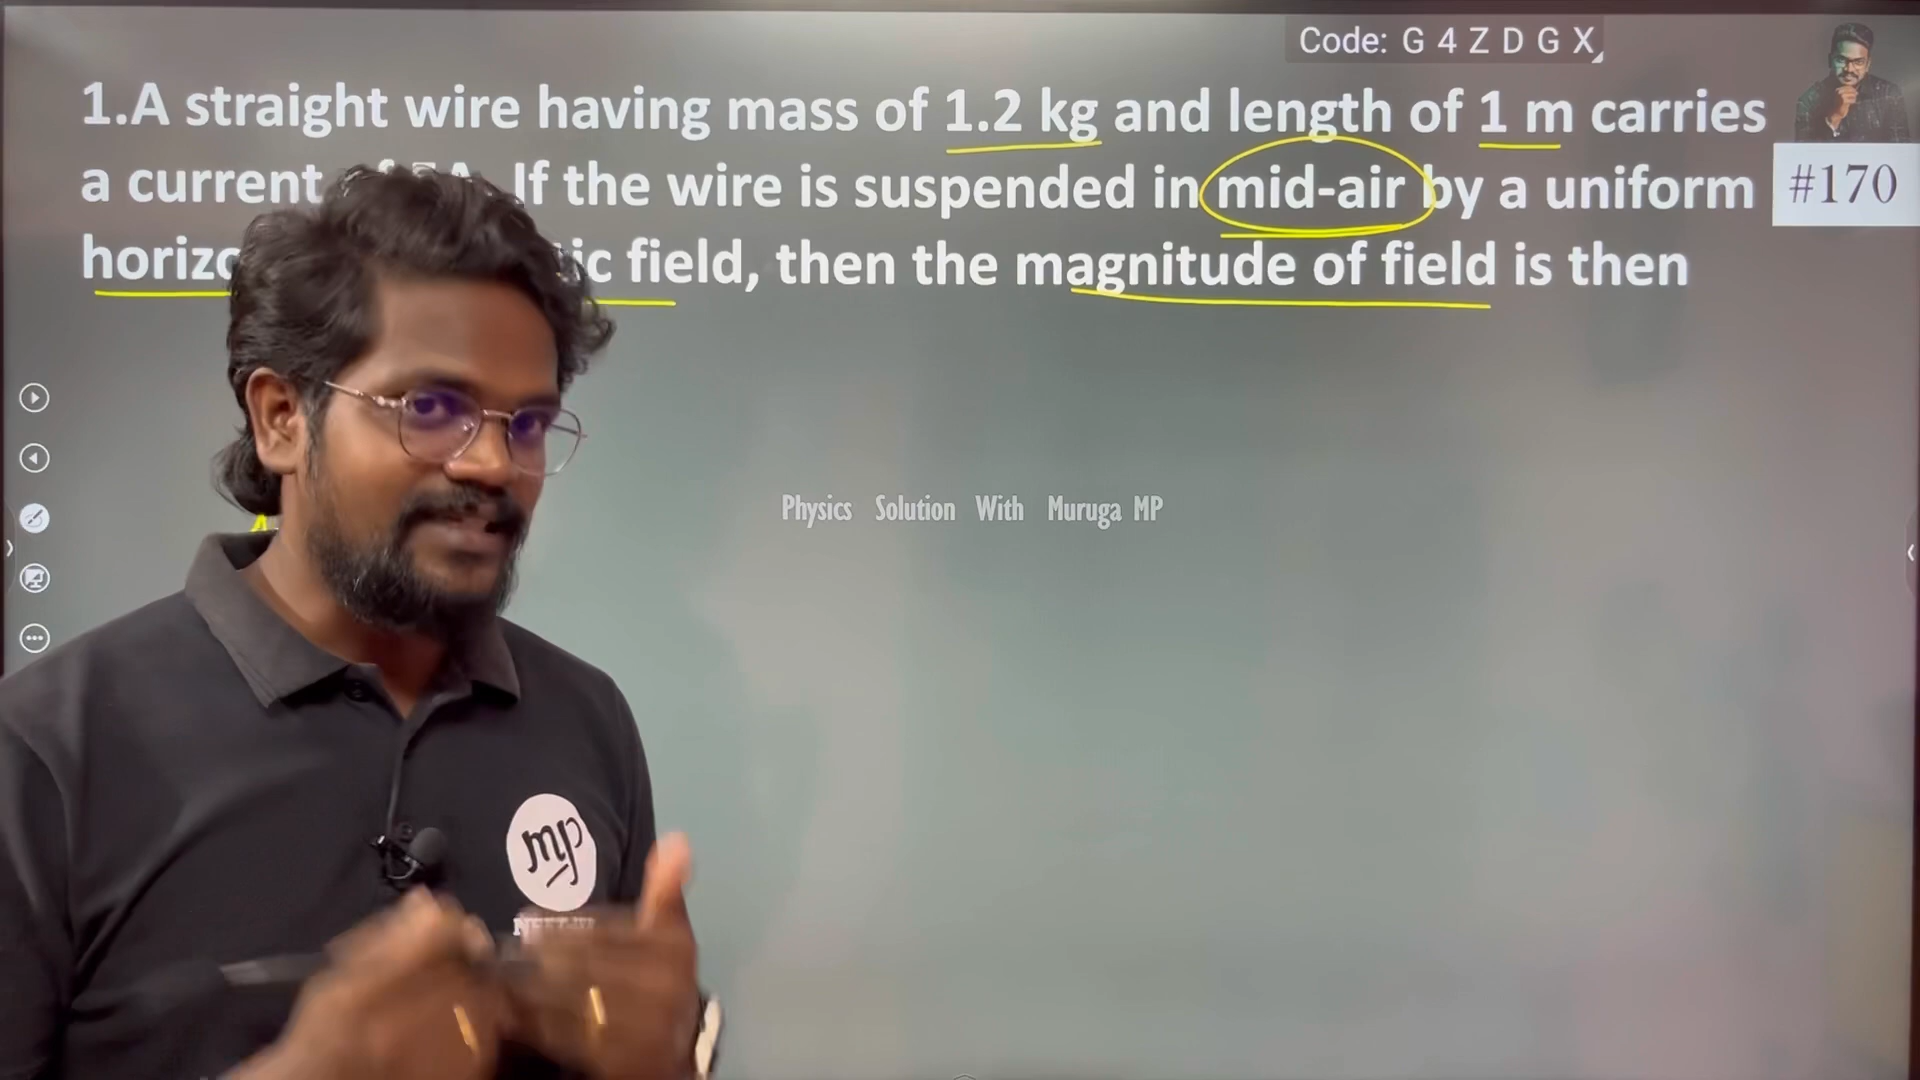 Code: G 4 Z D G X
1.A straight wire having mass of 1.2 kg and length of 1 m carries
a current If the wire is suspended in mid-air by a uniform
#170
field, then the magnitude of field is then
Physics Solution With Muruga MP
mp